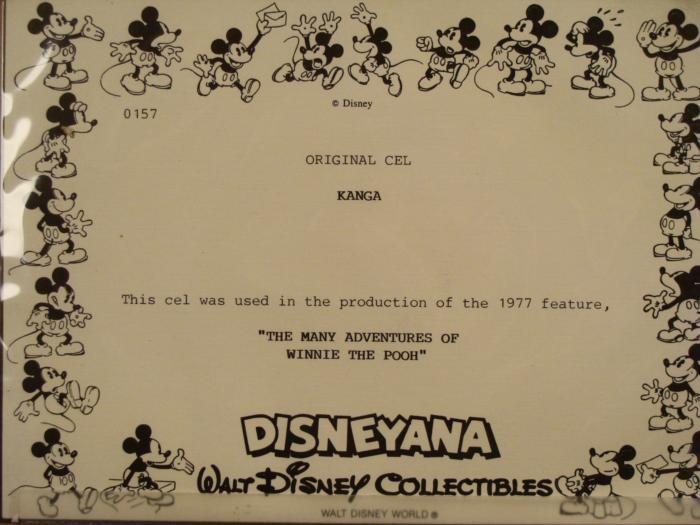 © Disney
0157
ORIGINAL CEL
KANGA
This cel was used in the production of the 1977 feature,
"THE MANY ADVENTURES OF
WINNIE THE POOH"
DISNEYANA
WALT DISNEY COLLECTIBLES
WALT DISNEY WORLD ®